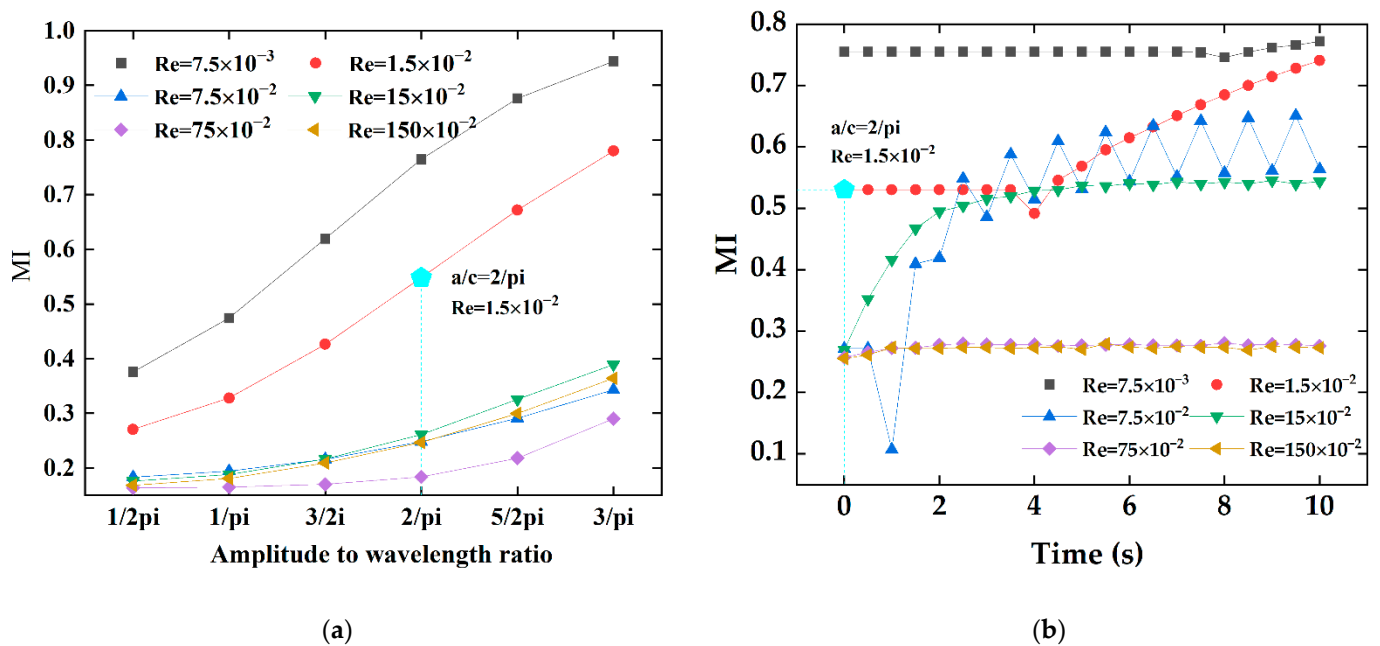 1.0
0.9
0.8
0.7
0.6
0.5
0.4
0.3
0.2
MI
Re=7.5×10⁻³ Re=1.5×10⁻²
Re=7.5×10⁻² Re=15×10⁻²
Re=75×10⁻² Re=150×10⁻²
a/c=2/pi
Re=1.5×10⁻²
1/2pi 1/pi 3/2i 2/pi 5/2pi 3/pi
Amplitude to wavelength ratio
(a)
0.8
0.7
0.6
0.5
0.4
0.3
0.2
0.1
MI
a/c=2/pi
Re=1.5×10⁻²
Re=7.5×10⁻³ Re=1.5×10⁻²
Re=7.5×10⁻² Re=15×10⁻²
Re=75×10⁻² Re=150×10⁻²
0 2 4 6 8 10
Time (s)
(b)